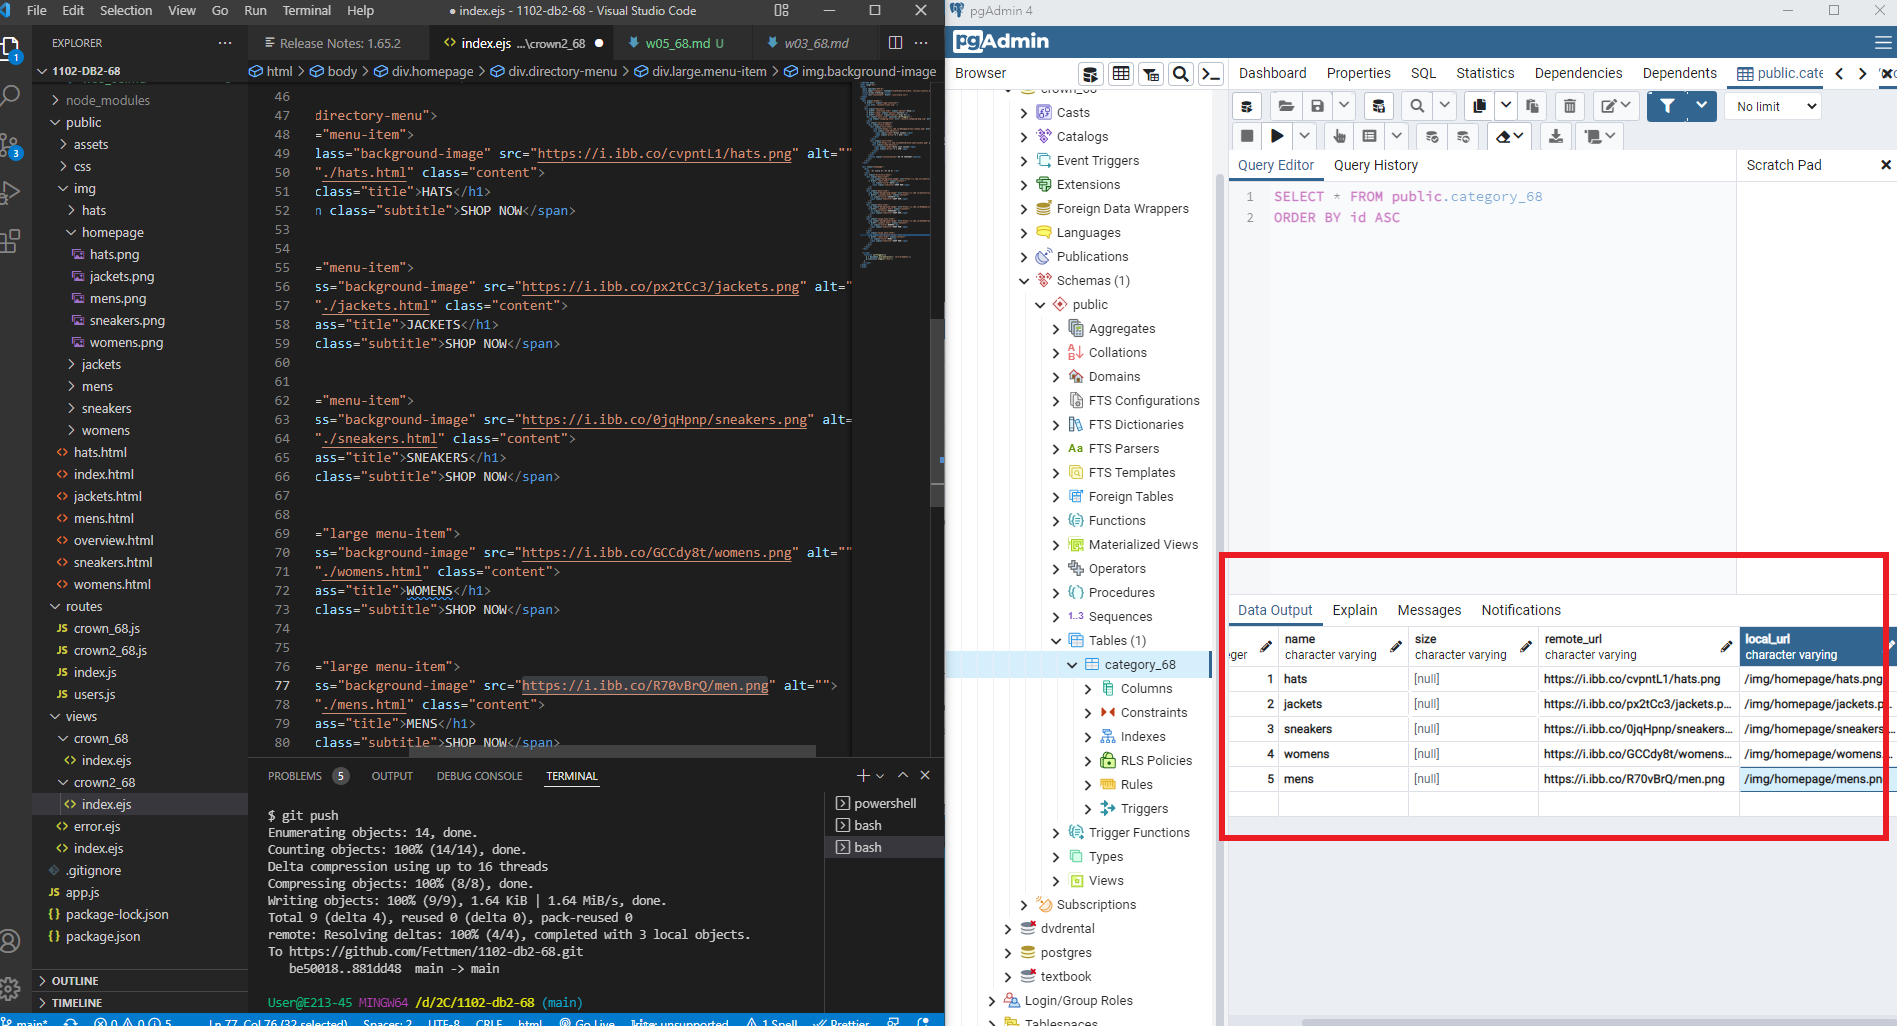 File Edit Selection View Go Run Terminal Help
● index.ejs - 1102-db2-68 - Visual Studio Code
EXPLORER
Release Notes: 1.65.2
index.ejs ...\crown2_68
w05_68.md U
w03_68.md
1102-DB2-68
html > body > div.homepage > div.directory-menu > div.large.menu-item > img.background-image
1
3
node_modules
public
assets
css
img
hats
homepage
hats.png
jackets.png
mens.png
sneakers.png
womens.png
jackets
mens
sneakers
womens
hats.html
index.html
jackets.html
mens.html
overview.html
sneakers.html
womens.html
routes
JS crown_68.js
JS crown2_68.js
JS index.js
JS users.js
views
crown_68
index.ejs
crown2_68
index.ejs
error.ejs
index.ejs
.gitignore
JS app.js
{} package-lock.json
{} package.json
OUTLINE
TIMELINE
46
47 directory-menu">
48 ="menu-item">
49 lass="background-image" src="https://i.ibb.co/cvpntL1/hats.png" alt=""
50 "./hats.html" class="content">
51 class="title">HATS</h1>
52 n class="subtitle">SHOP NOW</span>
53
54
55 ="menu-item">
56 ss="background-image" src="https://i.ibb.co/px2tCc3/jackets.png" alt="
57 "./jackets.html" class="content">
58 ass="title">JACKETS</h1>
59 class="subtitle">SHOP NOW</span>
60
61
62 ="menu-item">
63 ss="background-image" src="https://i.ibb.co/0jqHpnp/sneakers.png" alt=
64 "./sneakers.html" class="content">
65 ass="title">SNEAKERS</h1>
66 class="subtitle">SHOP NOW</span>
67
68
69 ="large menu-item">
70 ss="background-image" src="https://i.ibb.co/GCCdy8t/womens.png" alt=""
71 "./womens.html" class="content">
72 ass="title">WOMENS</h1>
73 class="subtitle">SHOP NOW</span>
74
75
76 ="large menu-item">
77 ss="background-image" src="https://i.ibb.co/R70vBrQ/men.png" alt="">
78 "./mens.html" class="content">
79 ass="title">MENS</h1>
80 class="subtitle">SHOP NOW</span>
PROBLEMS 5 OUTPUT DEBUG CONSOLE TERMINAL
powershell
bash
bash
$ git push
Enumerating objects: 14, done.
Counting objects: 100% (14/14), done.
Delta compression using up to 16 threads
Compressing objects: 100% (8/8), done.
Writing objects: 100% (9/9), 1.64 KiB | 1.64 MiB/s, done.
Total 9 (delta 4), reused 0 (delta 0), pack-reused 0
remote: Resolving deltas: 100% (4/4), completed with 3 local objects.
To https://github.com/Fettmen/1102-db2-68.git
be50018..881dd48 main -> main
User@E213-45 MINGW64 /d/2C/1102-db2-68 (main)
main* 0 0 5 Ln 77, Col 76 (32 selected) Spaces: 2 UTF-8 CRLF html Go Live unsupported 1 Spell Prettier
pgAdmin 4
pgAdmin
Browser
Dashboard Properties SQL Statistics Dependencies Dependents public.cate
No limit
crown_68
Casts
Catalogs
Event Triggers
Extensions
Foreign Data Wrappers
Languages
Publications
Schemas (1)
public
Aggregates
Collations
Domains
FTS Configurations
FTS Dictionaries
FTS Parsers
FTS Templates
Foreign Tables
Functions
Materialized Views
Operators
Procedures
Sequences
Tables (1)
category_68
Columns
Constraints
Indexes
RLS Policies
Rules
Triggers
Trigger Functions
Types
Views
Subscriptions
dvdrental
postgres
textbook
Login/Group Roles
Tablespaces
Query Editor Query History
Scratch Pad
1 SELECT * FROM public.category_68
2 ORDER BY id ASC
Data Output Explain Messages Notifications
eger
name character varying
size character varying
remote_url character varying
local_url character varying
1 hats [null] https://i.ibb.co/cvpntL1/hats.png /img/homepage/hats.png
2 jackets [null] https://i.ibb.co/px2tCc3/jackets.p... /img/homepage/jackets.p...
3 sneakers [null] https://i.ibb.co/0jqHpnp/sneakers... /img/homepage/sneakers...
4 womens [null] https://i.ibb.co/GCCdy8t/womens... /img/homepage/womens...
5 mens [null] https://i.ibb.co/R70vBrQ/men.png /img/homepage/mens.png